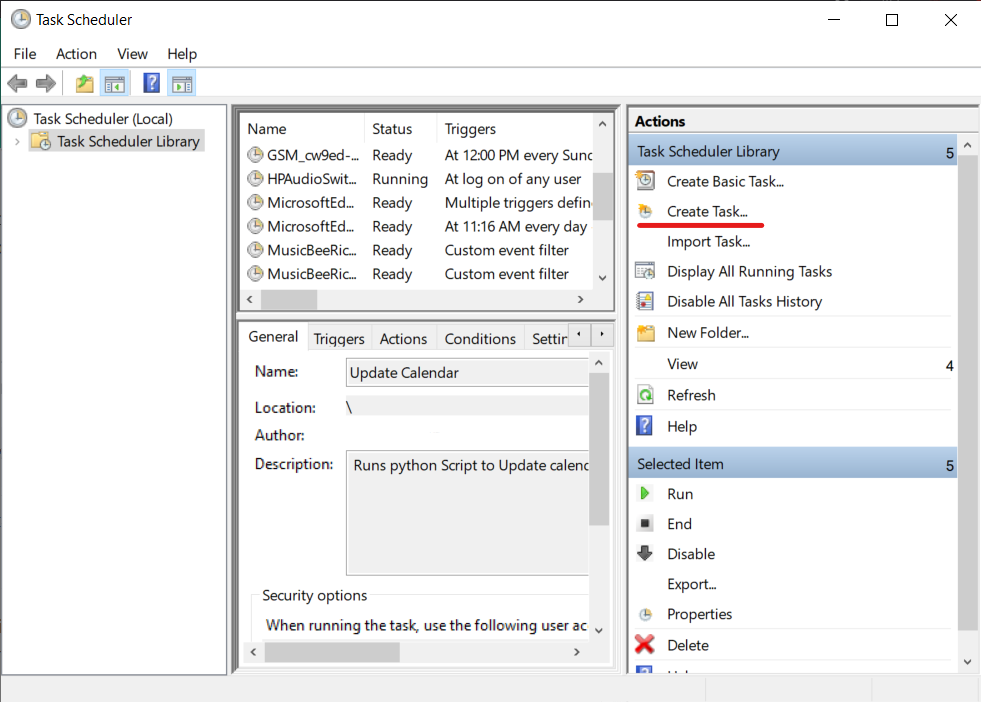 Task Scheduler
File Action View Help
Task Scheduler (Local)
Task Scheduler Library
Name Status Triggers
GSM_cw9ed-... Ready At 12:00 PM every Sund
HPAudioSwit... Running At log on of any user
MicrosoftEd... Ready Multiple triggers defin
MicrosoftEd... Ready At 11:16 AM every day
MusicBeeRic... Ready Custom event filter
MusicBeeRic... Ready Custom event filter
General Triggers Actions Conditions Settin
Name: Update Calendar
Location: \
Author:
Description: Runs python Script to Update calend
Security options
When running the task, use the following user ac
Actions
Task Scheduler Library 5
Create Basic Task...
Create Task...
Import Task...
Display All Running Tasks
Disable All Tasks History
New Folder...
View 4
Refresh
Help
Selected Item 5
Run
End
Disable
Export...
Properties
Delete